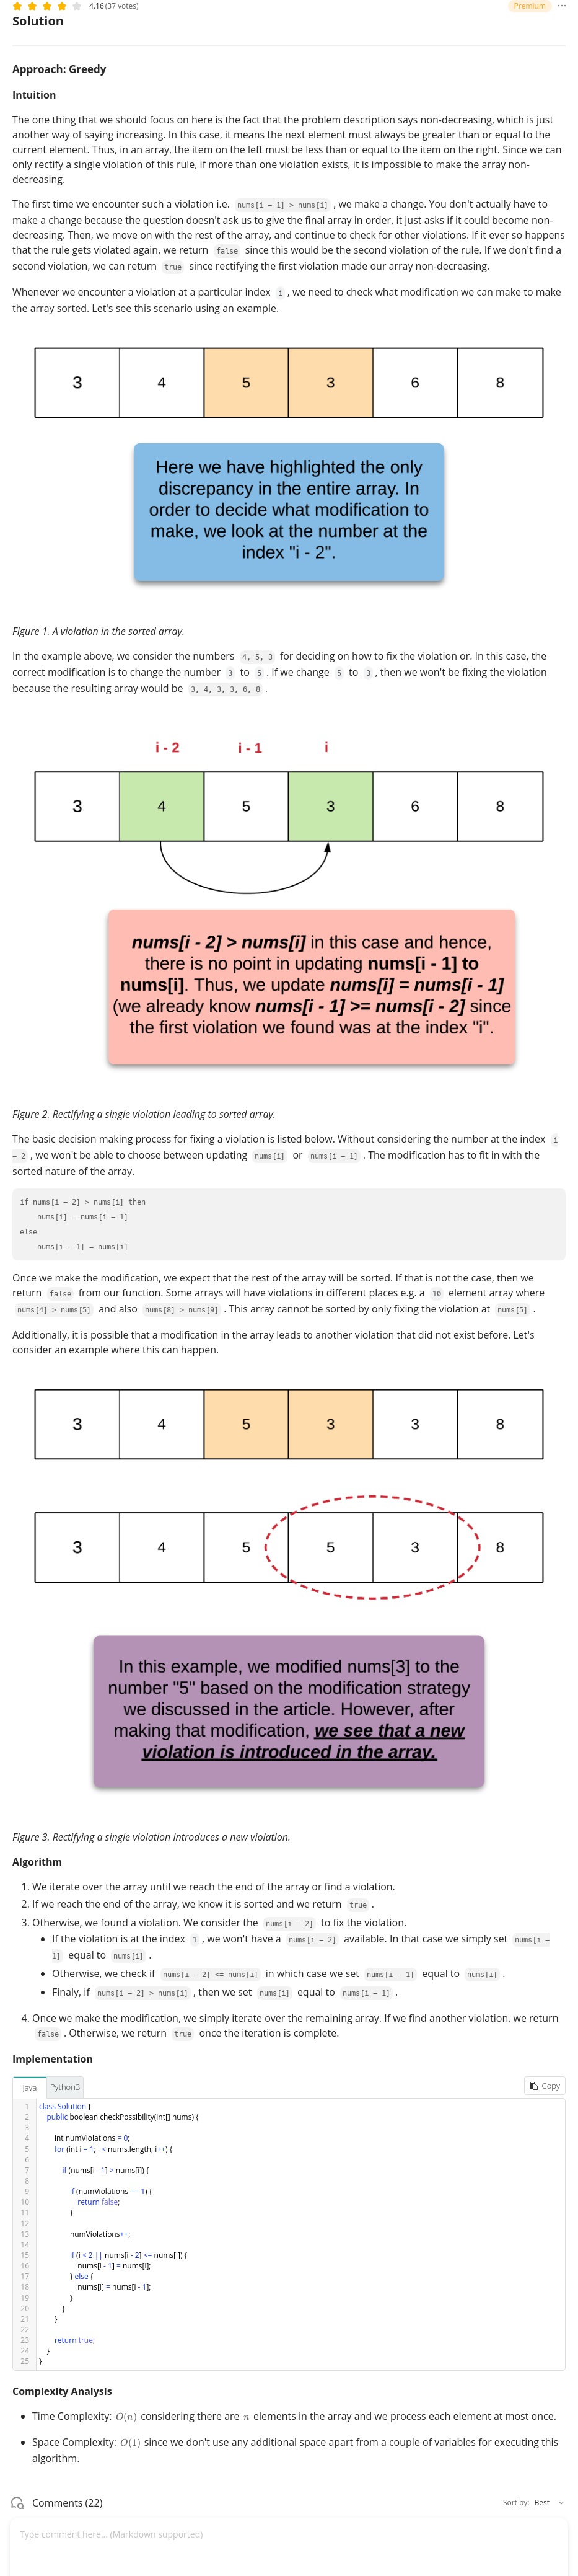 4.16 (37 votes)
Premium
Solution
Approach: Greedy
Intuition
The one thing that we should focus on here is the fact that the problem description says non-decreasing, which is just
another way of saying increasing. In this case, it means the next element must always be greater than or equal to the
current element. Thus, in an array, the item on the left must be less than or equal to the item on the right. Since we can
only rectify a single violation of this rule, if more than one violation exists, it is impossible to make the array non-
decreasing.
The first time we encounter such a violation i.e. nums[i − 1] > nums[i] , we make a change. You don't actually have to
make a change because the question doesn't ask us to give the final array in order, it just asks if it could become non-
decreasing. Then, we move on with the rest of the array, and continue to check for other violations. If it ever so happens
that the rule gets violated again, we return false since this would be the second violation of the rule. If we don't find a
second violation, we can return true since rectifying the first violation made our array non-decreasing.
Whenever we encounter a violation at a particular index i , we need to check what modification we can make to make
the array sorted. Let's see this scenario using an example.
3 4 5 3 6 8
Here we have highlighted the only
discrepancy in the entire array. In
order to decide what modification to
make, we look at the number at the
index "i - 2".
Figure 1. A violation in the sorted array.
In the example above, we consider the numbers 4, 5, 3 for deciding on how to fix the violation or. In this case, the
correct modification is to change the number 3 to 5 . If we change 5 to 3 , then we won't be fixing the violation
because the resulting array would be 3, 4, 3, 3, 6, 8 .
i - 2 i - 1 i
3 4 5 3 6 8
nums[i - 2] > nums[i] in this case and hence,
there is no point in updating nums[i - 1] to
nums[i]. Thus, we update nums[i] = nums[i - 1]
(we already know nums[i - 1] >= nums[i - 2] since
the first violation we found was at the index "i".
Figure 2. Rectifying a single violation leading to sorted array.
The basic decision making process for fixing a violation is listed below. Without considering the number at the index i
− 2 , we won't be able to choose between updating nums[i] or nums[i − 1] . The modification has to fit in with the
sorted nature of the array.
if nums[i − 2] > nums[i] then
nums[i] = nums[i − 1]
else
nums[i − 1] = nums[i]
Once we make the modification, we expect that the rest of the array will be sorted. If that is not the case, then we
return false from our function. Some arrays will have violations in different places e.g. a 10 element array where
nums[4] > nums[5] and also nums[8] > nums[9] . This array cannot be sorted by only fixing the violation at nums[5] .
Additionally, it is possible that a modification in the array leads to another violation that did not exist before. Let's
consider an example where this can happen.
3 4 5 3 3 8
3 4 5 5 3 8
In this example, we modified nums[3] to the
number "5" based on the modification strategy
we discussed in the article. However, after
making that modification, we see that a new
violation is introduced in the array.
Figure 3. Rectifying a single violation introduces a new violation.
Algorithm
1. We iterate over the array until we reach the end of the array or find a violation.
2. If we reach the end of the array, we know it is sorted and we return true .
3. Otherwise, we found a violation. We consider the nums[i − 2] to fix the violation.
• If the violation is at the index 1 , we won't have a nums[i − 2] available. In that case we simply set nums[i −
1] equal to nums[i] .
• Otherwise, we check if nums[i − 2] <= nums[i] in which case we set nums[i − 1] equal to nums[i] .
• Finaly, if nums[i − 2] > nums[i] , then we set nums[i] equal to nums[i − 1] .
4. Once we make the modification, we simply iterate over the remaining array. If we find another violation, we return
false . Otherwise, we return true once the iteration is complete.
Implementation
Java Python3 Copy
1 class Solution {
2 public boolean checkPossibility(int[] nums) {
3
4 int numViolations = 0;
5 for (int i = 1; i < nums.length; i++) {
6
7 if (nums[i - 1] > nums[i]) {
8
9 if (numViolations == 1) {
10 return false;
11 }
12
13 numViolations++;
14
15 if (i < 2 || nums[i - 2] <= nums[i]) {
16 nums[i - 1] = nums[i];
17 } else {
18 nums[i] = nums[i - 1];
19 }
20 }
21 }
22
23 return true;
24 }
25 }
Complexity Analysis
• Time Complexity: O(n) considering there are n elements in the array and we process each element at most once.
• Space Complexity: O(1) since we don't use any additional space apart from a couple of variables for executing this
algorithm.
Comments (22)
Sort by: Best
Type comment here... (Markdown supported)